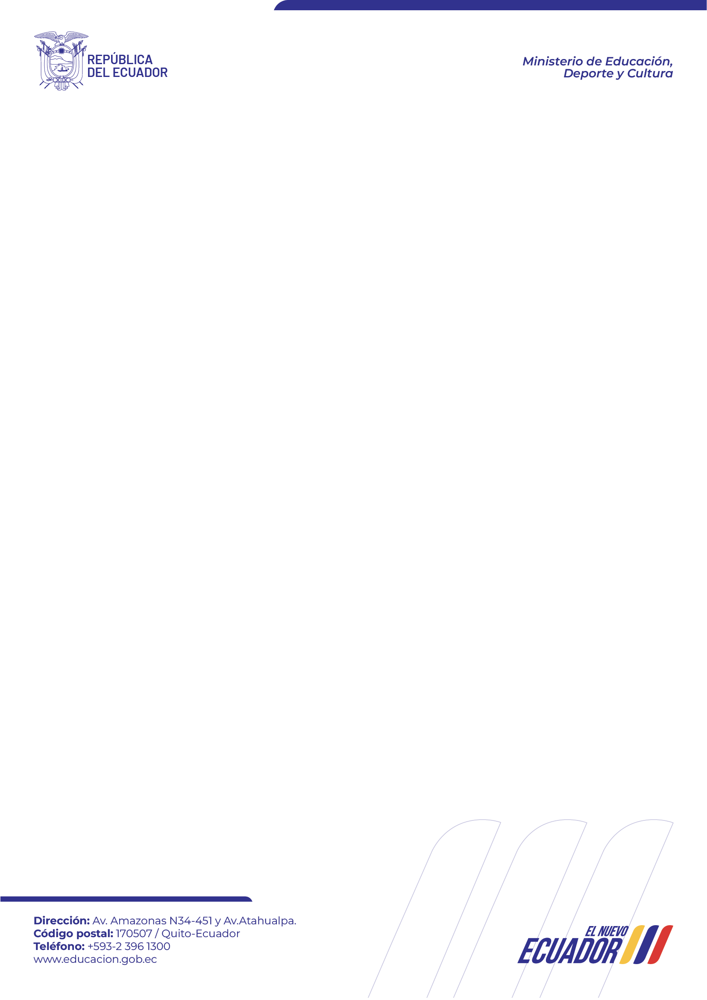 REPÚBLICA
DEL ECUADOR
Ministerio de Educación,
Deporte y Cultura
Dirección: Av. Amazonas N34-451 y Av.Atahualpa.
Código postal: 170507 / Quito-Ecuador
Teléfono: +593-2 396 1300
www.educacion.gob.ec
EL NUEVO
ECUADOR